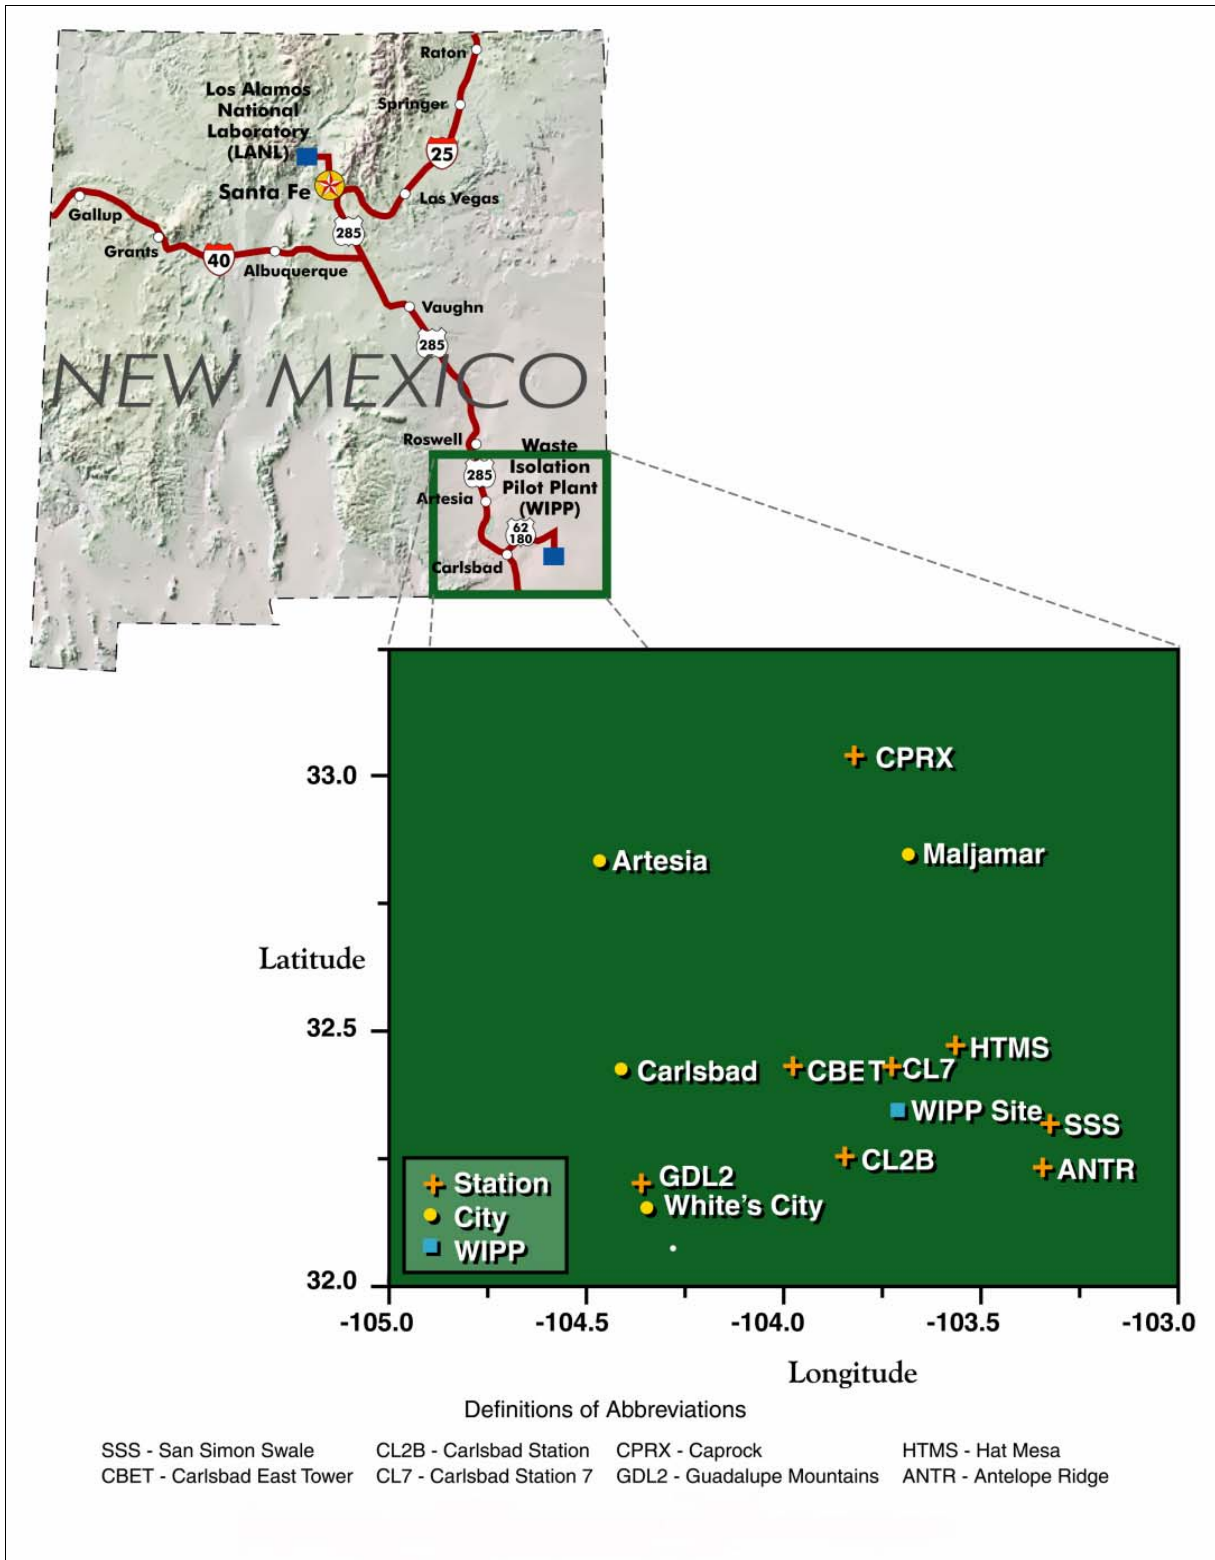 Raton
Los Alamos
National
Laboratory
(LANL)
Springer
25
Santa Fe
Las Vegas
Gallup
285
Grants
40
Albuquerque
Vaughn
285
NEW MEXICO
Roswell
Waste
Isolation
Pilot Plant
(WIPP)
285
Artesia
62
180
Carlsbad
CPRX
33.0
Artesia
Maljamar
Latitude
32.5
HTMS
Carlsbad
CBET
CL7
WIPP Site
SSS
CL2B
ANTR
GDL2
White's City
Station
City
WIPP
32.0
-105.0 -104.5 -104.0 -103.5 -103.0
Longitude
Definitions of Abbreviations
SSS - San Simon Swale CL2B - Carlsbad Station CPRX - Caprock HTMS - Hat Mesa
CBET - Carlsbad East Tower CL7 - Carlsbad Station 7 GDL2 - Guadalupe Mountains ANTR - Antelope Ridge